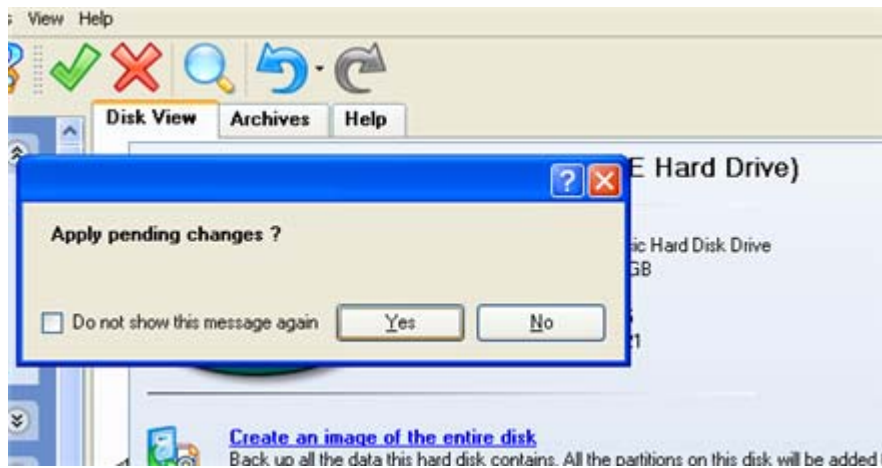 View Help
Disk View Archives Help
E Hard Drive)
Apply pending changes ?
ic Hard Disk Drive
GB
Do not show this message again Yes No
Create an image of the entire disk
Back up all the data this hard disk contains. All the partitions on this disk will be added